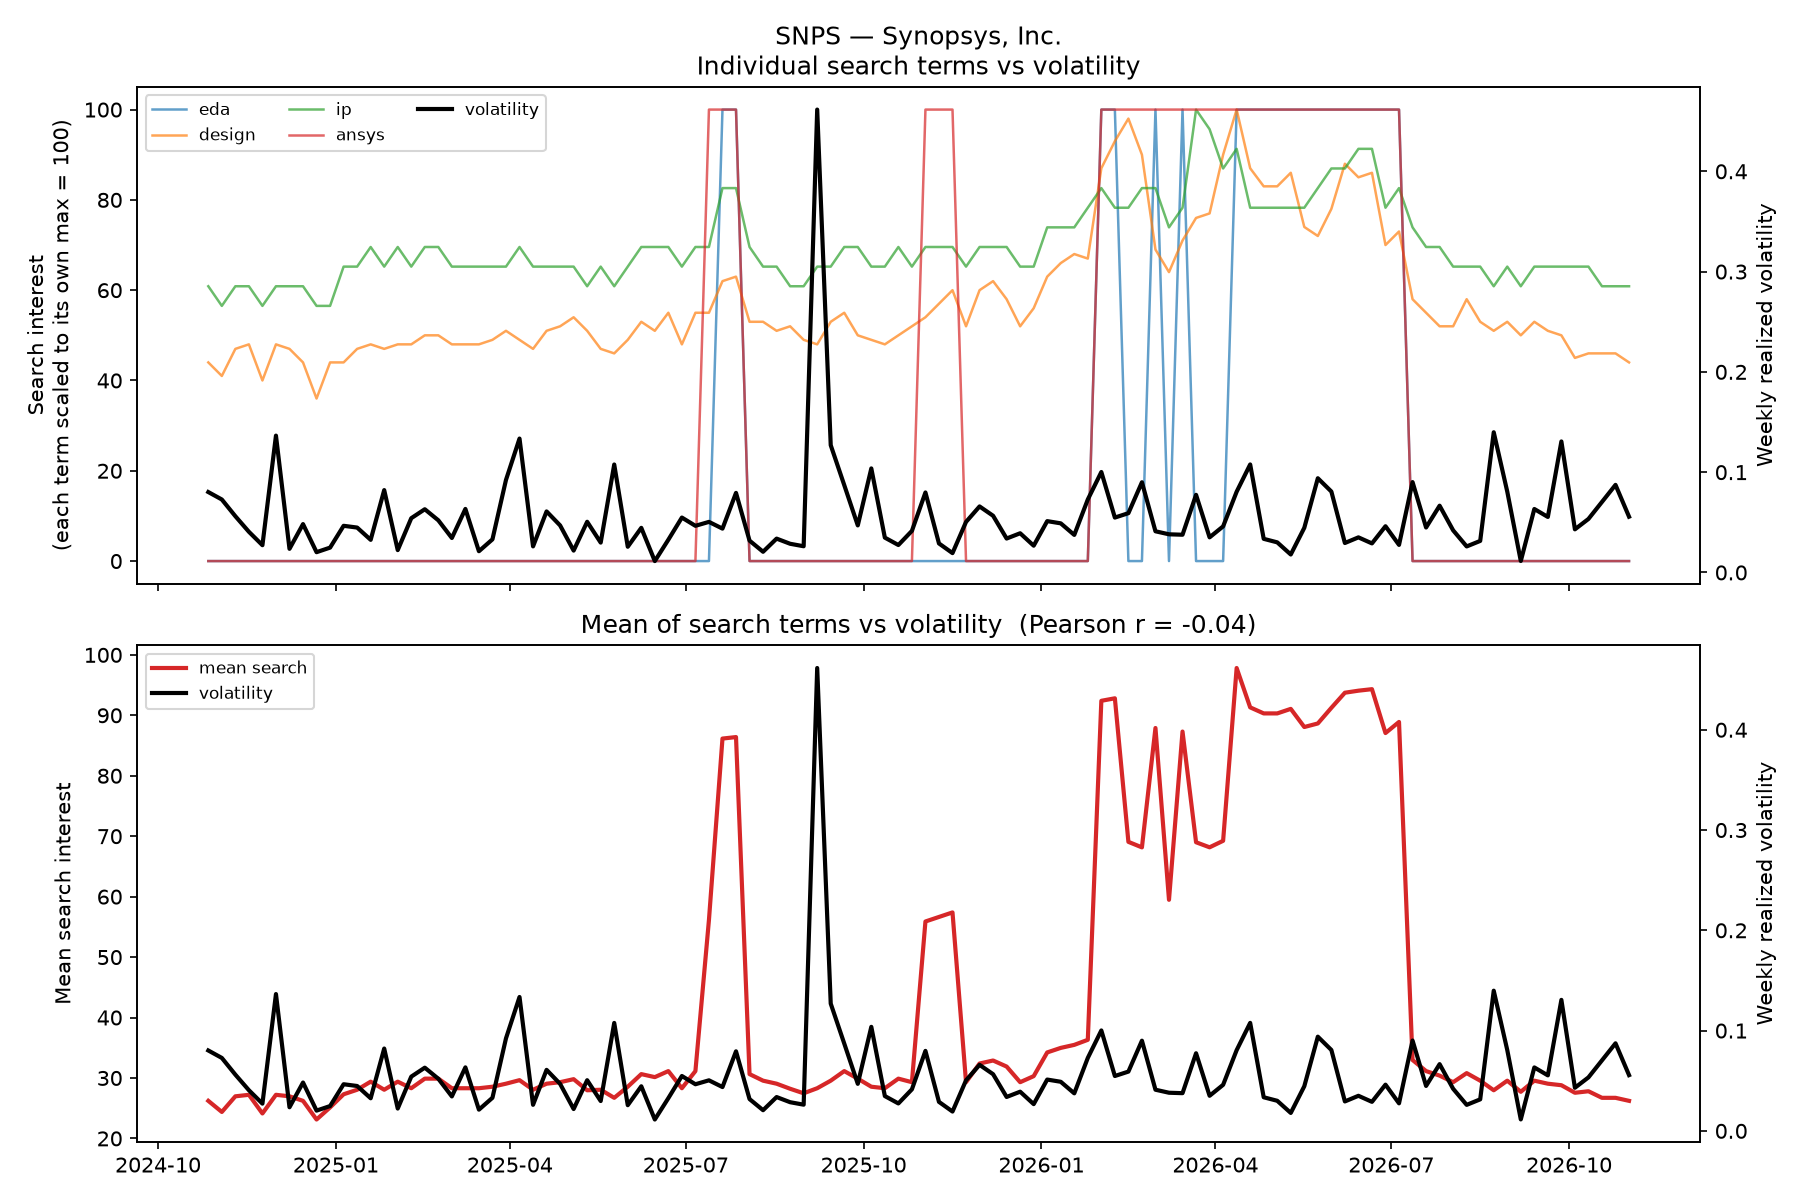 SNPS — Synopsys, Inc.
Individual search terms vs volatility
eda
design
ip
ansys
volatility
Search interest
(each term scaled to its own max = 100)
100
80
60
40
20
0
Weekly realized volatility
0.4
0.3
0.2
0.1
0.0
Mean of search terms vs volatility  (Pearson r = -0.04)
mean search
volatility
Mean search interest
100
90
80
70
60
50
40
30
20
Weekly realized volatility
0.4
0.3
0.2
0.1
0.0
2024-10 2025-01 2025-04 2025-07 2025-10 2026-01 2026-04 2026-07 2026-10